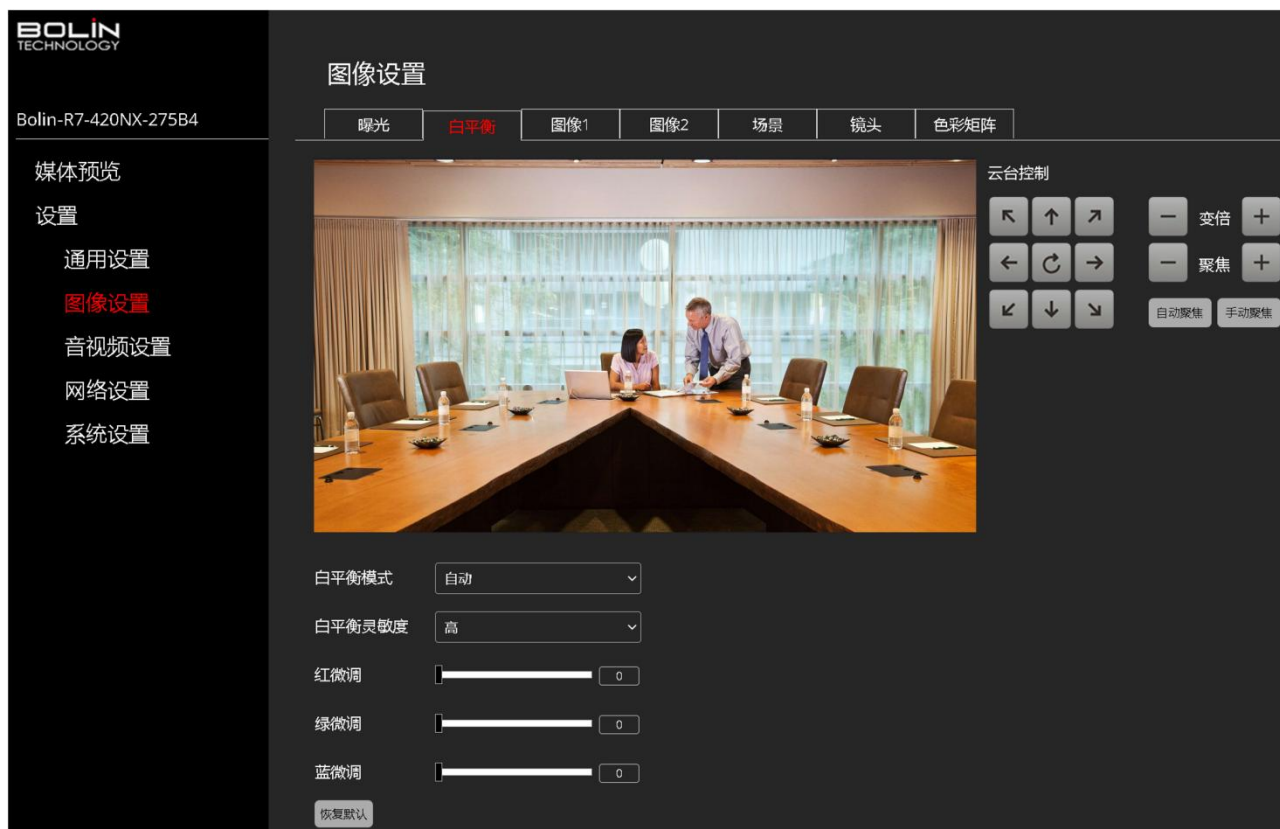 BOLIN
TECHNOLOGY
Bolin-R7-420NX-275B4
媒体预览
设置
通用设置
图像设置
音视频设置
网络设置
系统设置
图像设置
曝光 白平衡 图像1 图像2 场景 镜头 色彩矩阵
云台控制
变倍
聚焦
自动聚焦 手动聚焦
白平衡模式 自动
白平衡灵敏度 高
红微调 0
绿微调 0
蓝微调 0
恢复默认